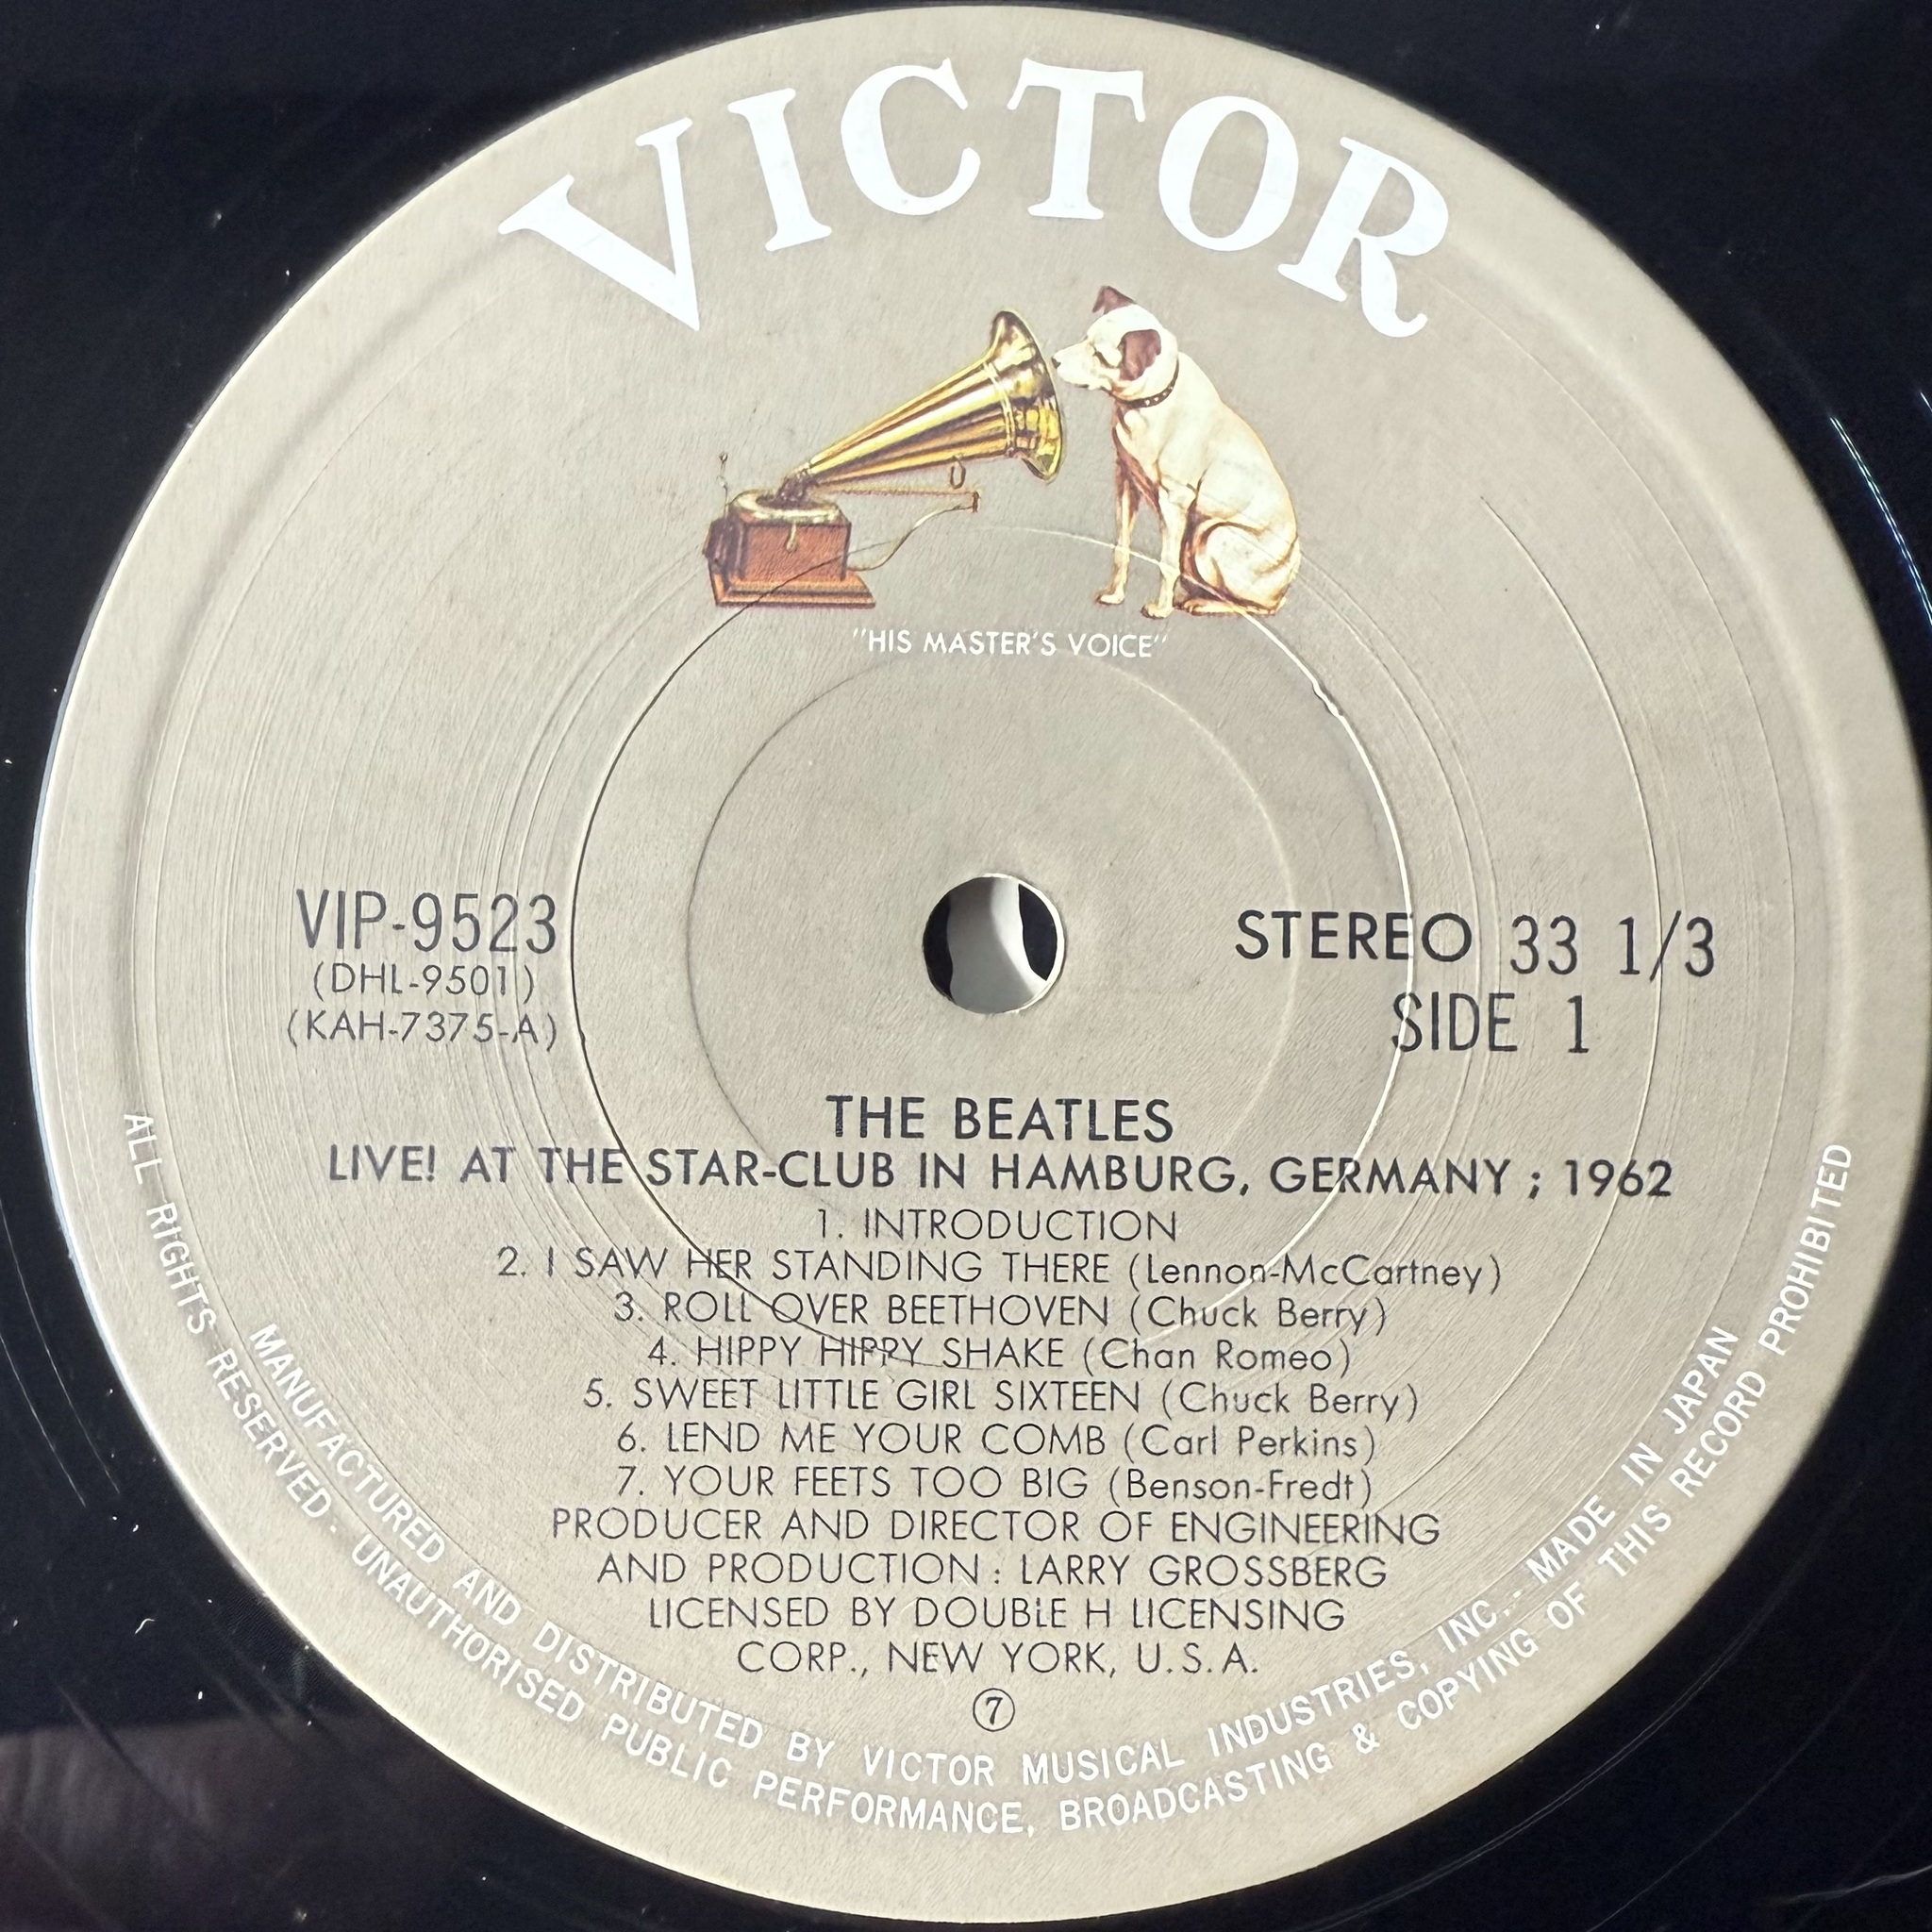 VICTOR
"HIS MASTER'S VOICE"
VIP-9523
(DHL-9501)
(KAH-7375-A)
STEREO 33 1/3
SIDE 1
THE BEATLES
LIVE! AT THE STAR-CLUB IN HAMBURG, GERMANY ; 1962
1. INTRODUCTION
2. I SAW HER STANDING THERE (Lennon-McCartney)
3. ROLL OVER BEETHOVEN (Chuck Berry)
4. HIPPY HIPPY SHAKE (Chan Romeo)
5. SWEET LITTLE GIRL SIXTEEN (Chuck Berry)
6. LEND ME YOUR COMB (Carl Perkins)
7. YOUR FEETS TOO BIG (Benson-Fredt)
PRODUCER AND DIRECTOR OF ENGINEERING
AND PRODUCTION : LARRY GROSSBERG
LICENSED BY DOUBLE H LICENSING
CORP., NEW YORK, U.S.A.
⑦
MANUFACTURED AND DISTRIBUTED BY VICTOR MUSICAL INDUSTRIES, INC.- MADE IN JAPAN
ALL RIGHTS RESERVED - UNAUTHORISED PUBLIC PERFORMANCE, BROADCASTING & COPYING OF THIS RECORD PROHIBITED